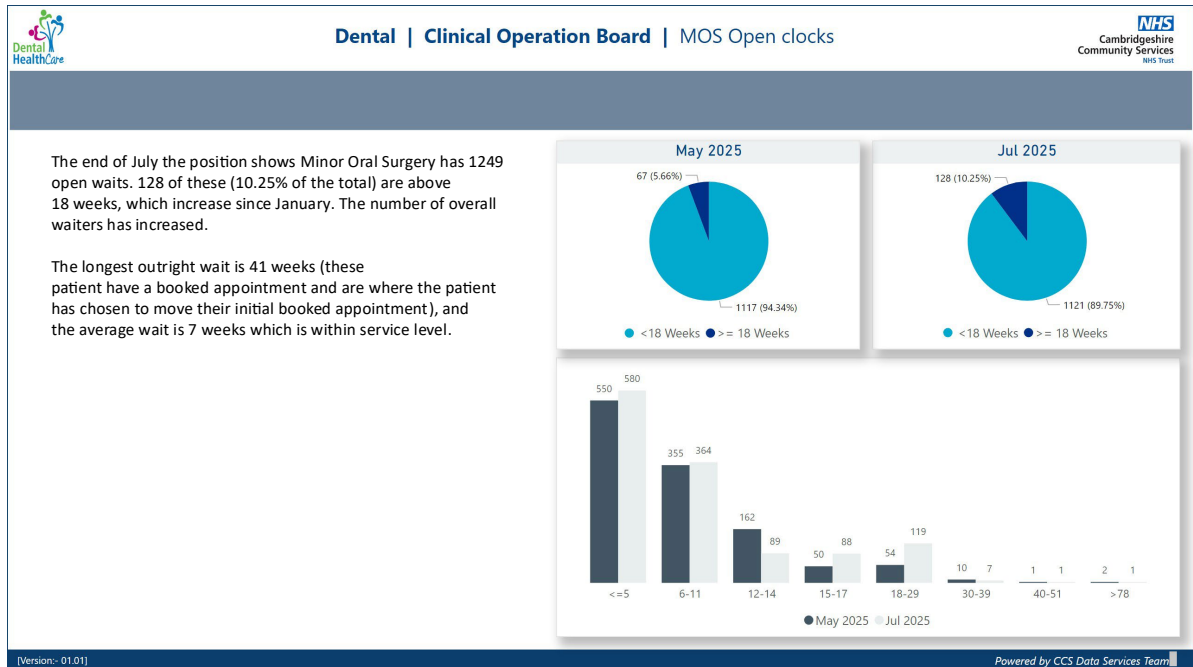 Dental HealthCare
Dental | Clinical Operation Board | MOS Open clocks
NHS
Cambridgeshire
Community Services
NHS Trust
The end of July the position shows Minor Oral Surgery has 1249
open waits. 128 of these (10.25% of the total) are above
18 weeks, which increase since January. The number of overall
waiters has increased.
The longest outright wait is 41 weeks (these
patient have a booked appointment and are where the patient
has chosen to move their initial booked appointment), and
the average wait is 7 weeks which is within service level.
May 2025
67 (5.66%)
1117 (94.34%)
<18 Weeks >= 18 Weeks
Jul 2025
128 (10.25%)
1121 (89.75%)
<18 Weeks >= 18 Weeks
550 580
355 364
162 89
50 88
54 119
10 7
1 1
2 1
<=5 6-11 12-14 15-17 18-29 30-39 40-51 >78
May 2025 Jul 2025
[Version:- 01.01]
Powered by CCS Data Services Team